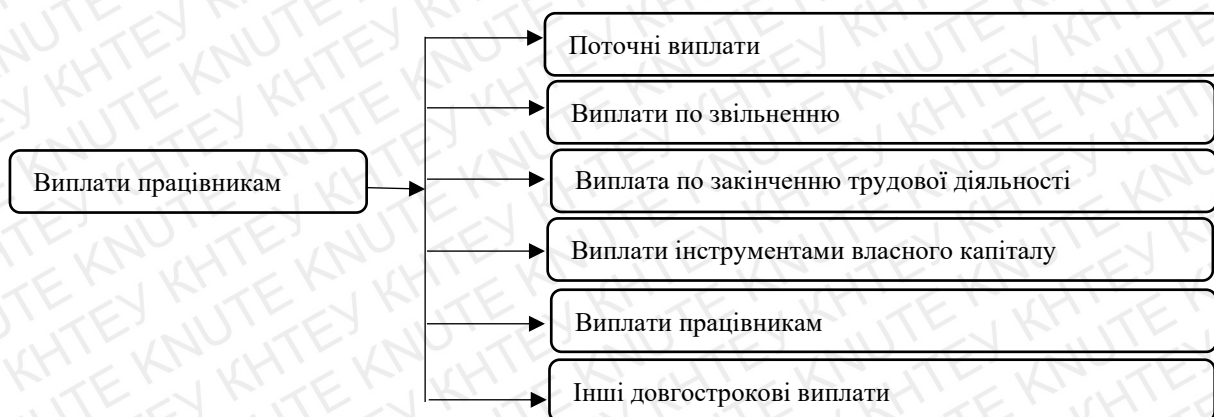 Поточні виплати
Виплати по звільненню
Виплати працівникам
Виплата по закінченню трудової діяльності
Виплати інструментами власного капіталу
Виплати працівникам
Інші довгострокові виплати